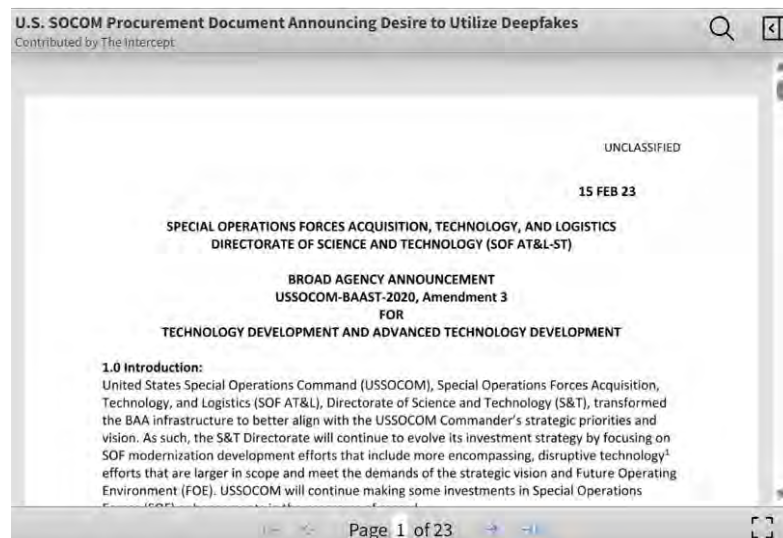 U.S. SOCOM Procurement Document Announcing Desire to Utilize Deepfakes
Contributed by The Intercept
UNCLASSIFIED
15 FEB 23
SPECIAL OPERATIONS FORCES ACQUISITION, TECHNOLOGY, AND LOGISTICS
DIRECTORATE OF SCIENCE AND TECHNOLOGY (SOF AT&L-ST)
BROAD AGENCY ANNOUNCEMENT
USSOCOM-BAAST-2020, Amendment 3
FOR
TECHNOLOGY DEVELOPMENT AND ADVANCED TECHNOLOGY DEVELOPMENT
1.0 Introduction:
United States Special Operations Command (USSOCOM), Special Operations Forces Acquisition,
Technology, and Logistics (SOF AT&L), Directorate of Science and Technology (S&T), transformed
the BAA infrastructure to better align with the USSOCOM Commander's strategic priorities and
vision. As such, the S&T Directorate will continue to evolve its investment strategy by focusing on
SOF modernization development efforts that include more encompassing, disruptive technology¹
efforts that are larger in scope and meet the demands of the strategic vision and Future Operating
Environment (FOE). USSOCOM will continue making some investments in Special Operations
Page 1 of 23